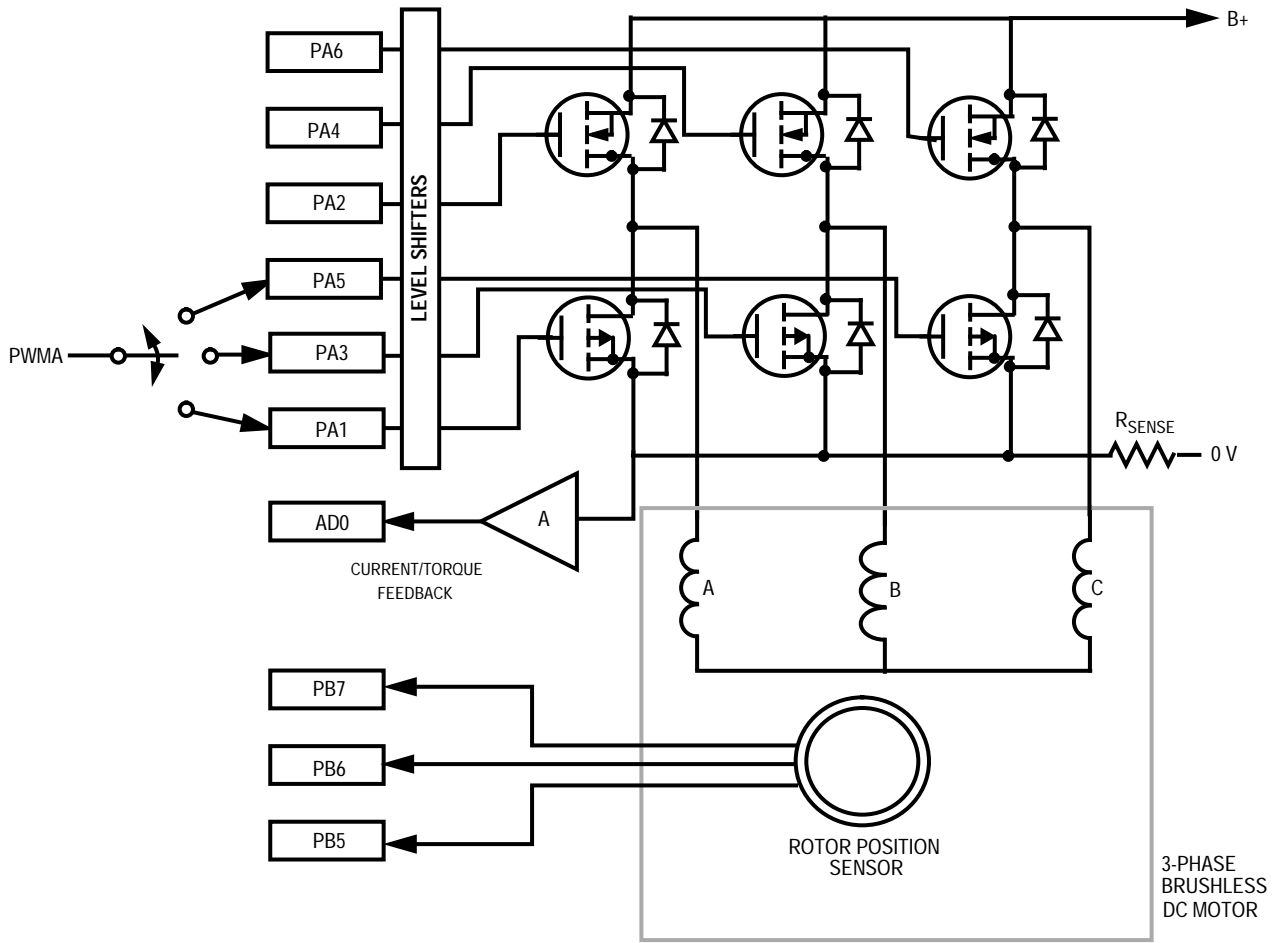 B+
PA6
PA4
PA2
PA5
PA3
PA1
LEVEL SHIFTERS
PWMA
RSENSE
0 V
AD0
A
CURRENT/TORQUE
FEEDBACK
A
B
C
PB7
PB6
PB5
ROTOR POSITION
SENSOR
3-PHASE
BRUSHLESS
DC MOTOR